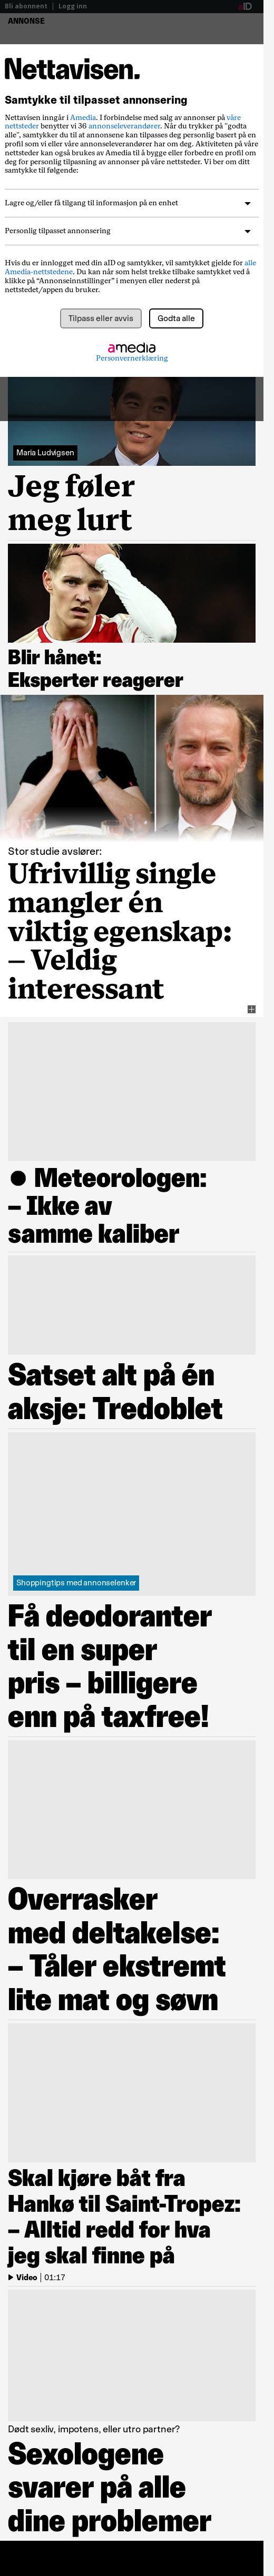 Bli abonnent | Logg inn
aID
ANNONSE
Nettavisen.
Samtykke til tilpasset annonsering
Nettavisen inngår i Amedia. I forbindelse med salg av annonser på våre
nettsteder benytter vi 36 annonseleverandører. Når du trykker på "godta
alle", samtykker du til at annonsene kan tilpasses deg personlig basert på en
profil som vi eller våre annonseleverandører har om deg. Aktiviteten på våre
nettsteder kan også brukes av Amedia til å bygge eller forbedre en profil om
deg for personlig tilpasning av annonser på våre nettsteder. Vi ber om ditt
samtykke til følgende:
Lagre og/eller få tilgang til informasjon på en enhet
Personlig tilpasset annonsering
Hvis du er innlogget med din aID og samtykker, vil samtykket gjelde for alle
Amedia-nettstedene. Du kan når som helst trekke tilbake samtykket ved å
klikke på “Annonseinnstillinger” i menyen eller nederst på
nettstedet/appen du bruker.
Tilpass eller avvis
Godta alle
amedia
Personvernerklæring
Maria Ludvigsen
Jeg føler
meg lurt
Blir hånet:
Eksperter reagerer
Stor studie avslører:
Ufrivillig single
mangler én
viktig egenskap:
– Veldig
interessant
● Meteorologen:
– Ikke av
samme kaliber
Satset alt på én
aksje: Tredoblet
Shoppingtips med annonselenker
Få deodoranter
til en super
pris – billigere
enn på taxfree!
Overrasker
med deltakelse:
– Tåler ekstremt
lite mat og søvn
Skal kjøre båt fra
Hankø til Saint-Tropez:
– Alltid redd for hva
jeg skal finne på
Video | 01:17
Dødt sexliv, impotens, eller utro partner?
Sexologene
svarer på alle
dine problemer